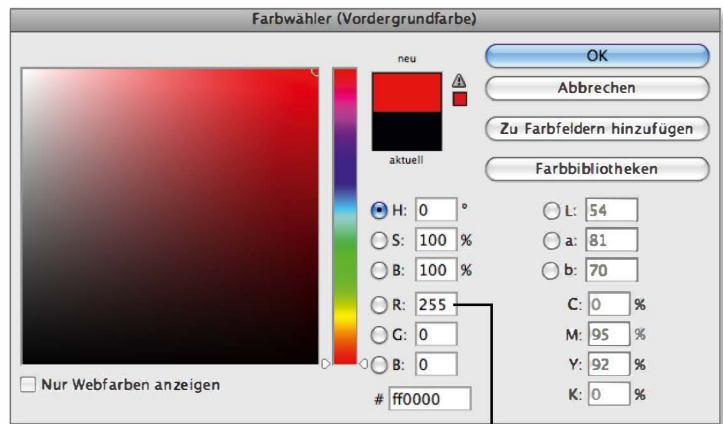 Farbwähler (Vordergrundfarbe)
neu
aktuell
OK
Abbrechen
Zu Farbfeldern hinzufügen
Farbbibliotheken
H: 0 °
S: 100 %
B: 100 %
R: 255
G: 0
B: 0
# ff0000
L: 54
a: 81
b: 70
C: 0 %
M: 95 %
Y: 92 %
K: 0 %
Nur Webfarben anzeigen